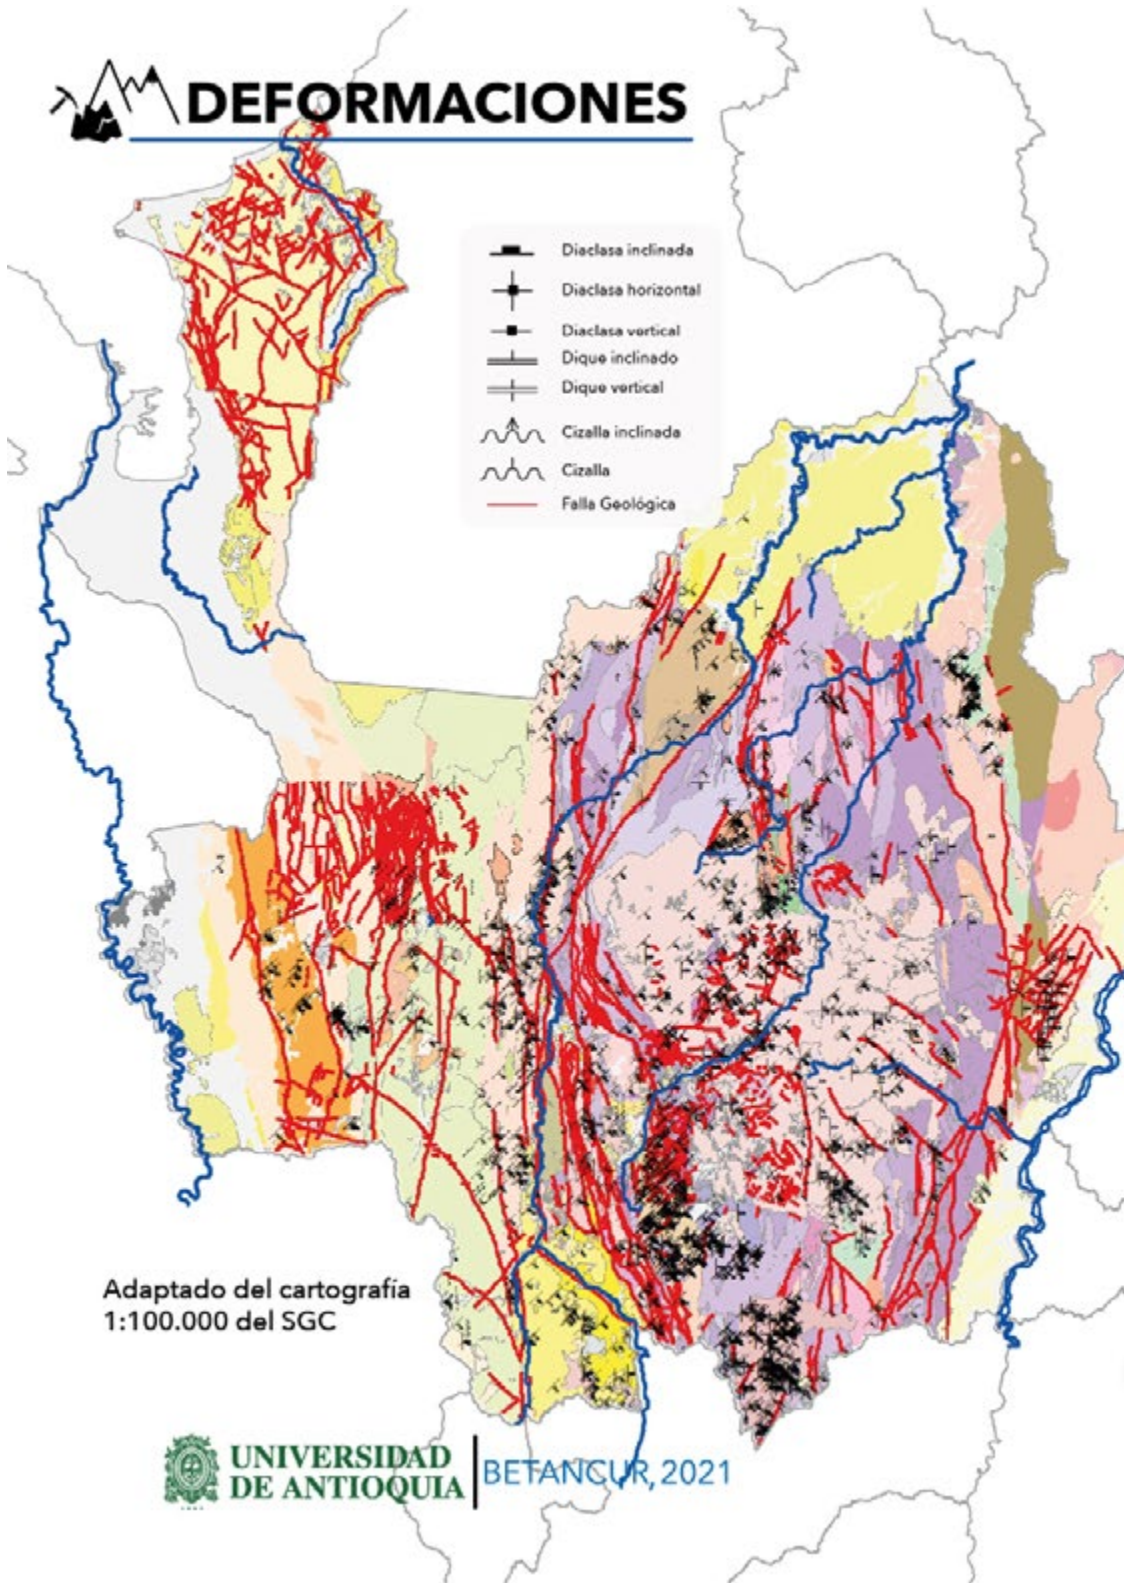 DEFORMACIONES
Diaclasa inclinada
Diaclasa horizontal
Diaclasa vertical
Dique inclinado
Dique vertical
Cizalla inclinada
Cizalla
Falla Geológica
Adaptado del cartografía
1:100.000 del SGC
UNIVERSIDAD
DE ANTIOQUIA
BETANCUR, 2021